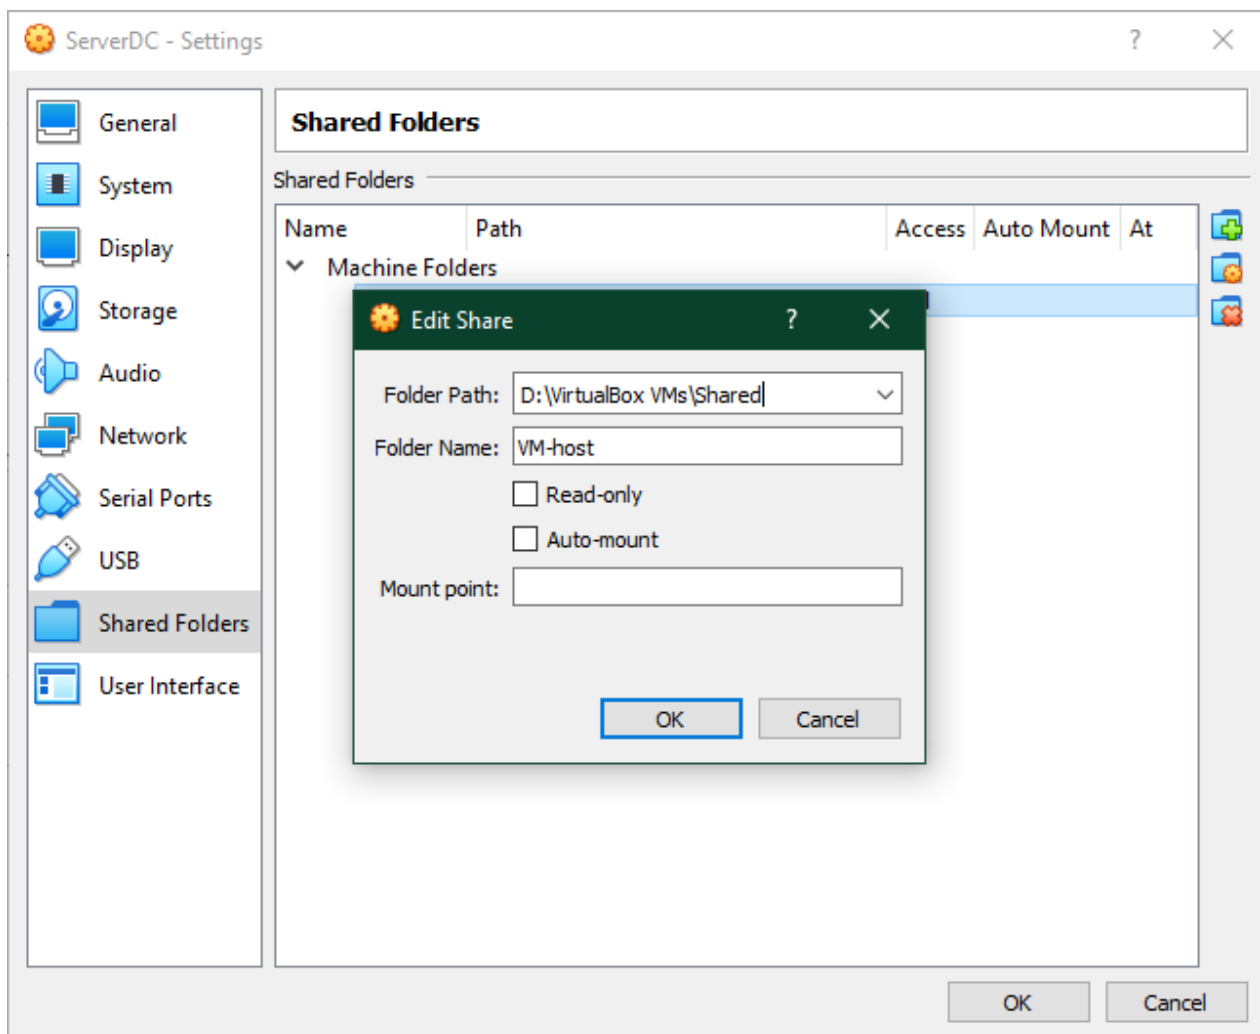 ServerDC - Settings
?
General
System
Display
Storage
Audio
Network
Serial Ports
USB
Shared Folders
User Interface
Shared Folders
Shared Folders
Name Path Access Auto Mount At
Machine Folders
Edit Share ?
Folder Path: D:\VirtualBox VMs\Shared
Folder Name: VM-host
Read-only
Auto-mount
Mount point:
OK Cancel
OK Cancel